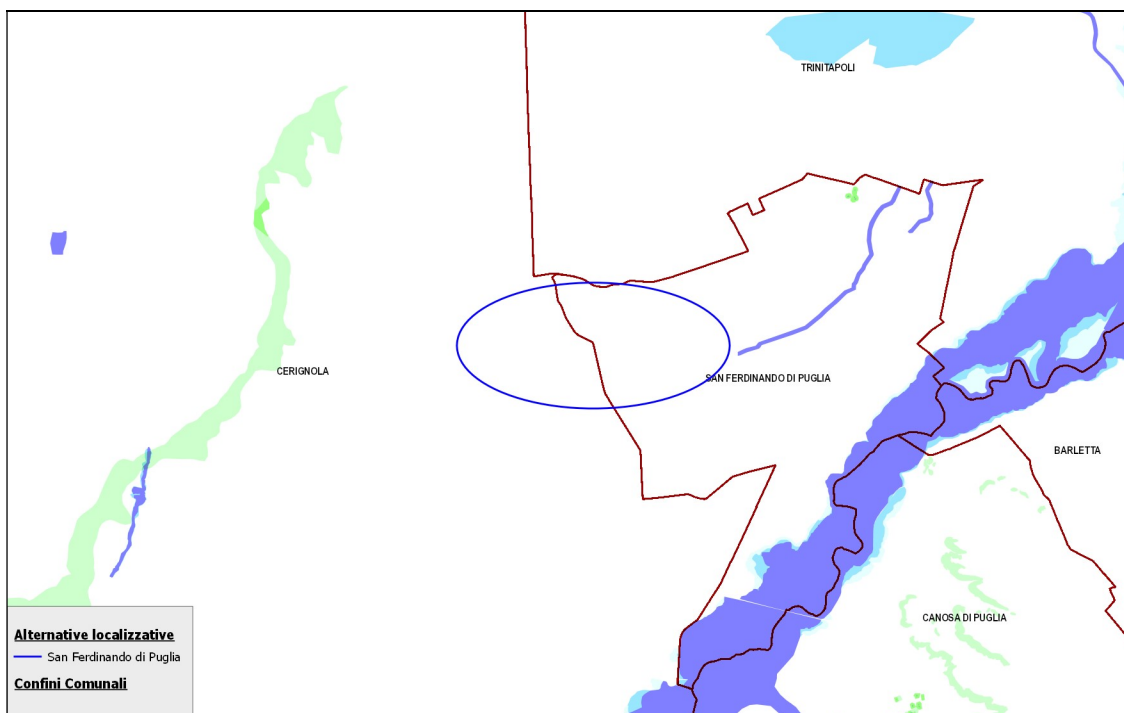 TRINITAPOLI
CERIGNOLA
SAN FERDINANDO DI PUGLIA
BARLETTA
CANOSA DI PUGLIA
Alternative localizzative
San Ferdinando di Puglia
Confini Comunali